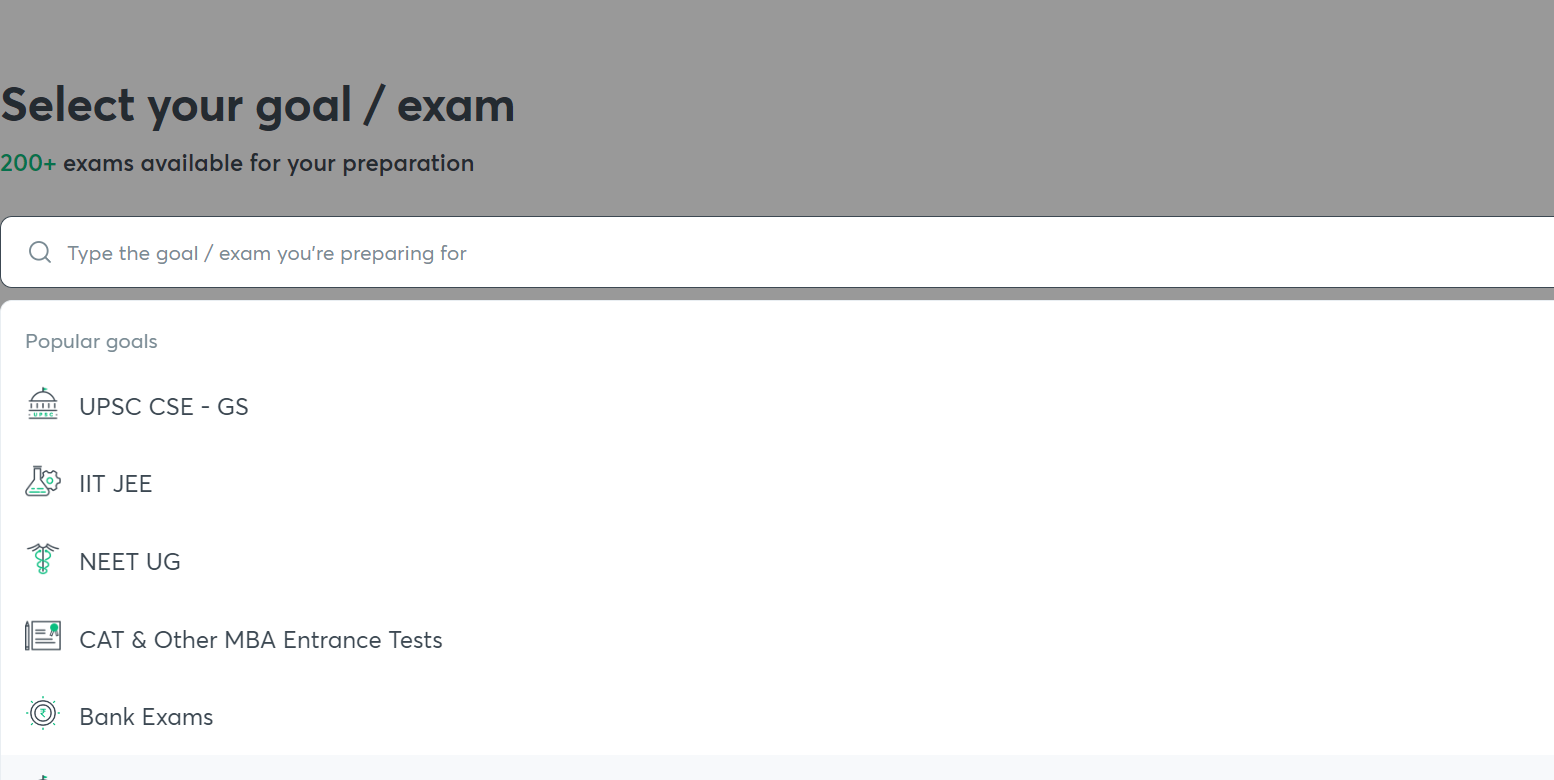 Select your goal / exam
200+ exams available for your preparation
Type the goal / exam you're preparing for
Popular goals
UPSC
UPSC CSE - GS
IIT JEE
NEET UG
CAT & Other MBA Entrance Tests
₹
Bank Exams